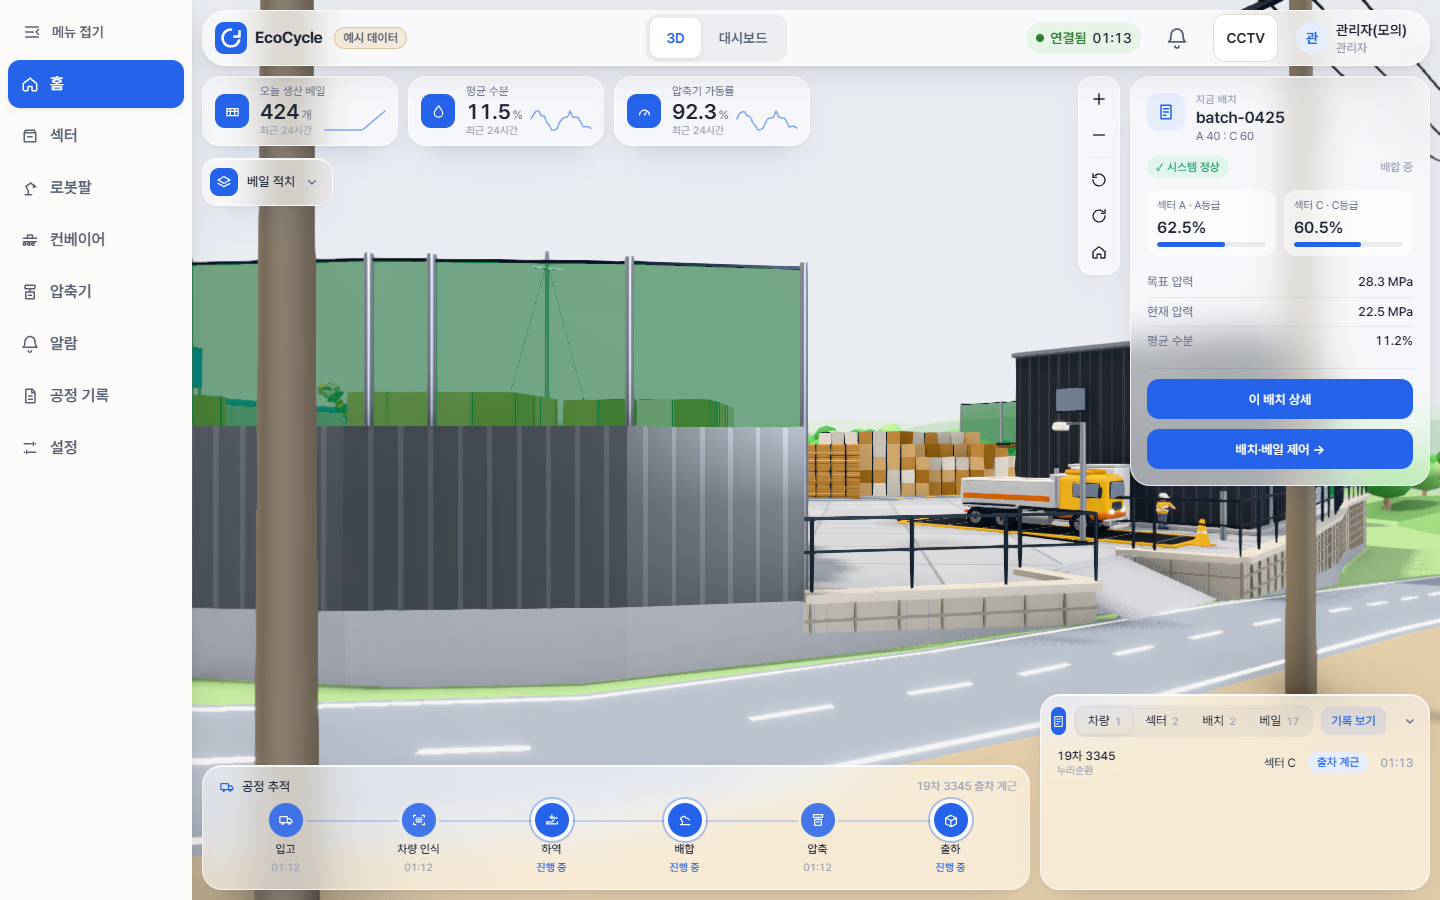 메뉴 접기
홈
섹터
로봇팔
컨베이어
압축기
알람
공정 기록
설정
EcoCycle
예시 데이터
3D
대시보드
연결됨 01:13
CCTV
관
관리자(모의)
관리자
오늘 생산 베일
424개
최근 24시간
평균 수분
11.5%
최근 24시간
압축기 가동률
92.3%
최근 24시간
베일 적치
지금 배치
batch-0425
A 40 : C 60
✓ 시스템 정상
배합 중
섹터 A · A등급
62.5%
섹터 C · C등급
60.5%
목표 압력 28.3 MPa
현재 압력 22.5 MPa
평균 수분 11.2%
이 배치 상세
배치·베일 제어 →
공정 추적
19차 3345 출차 계근
입고
01:12
차량 인식
01:12
하역
진행 중
배합
진행 중
압축
01:12
출하
진행 중
차량 1
섹터 2
배치 2
베일 17
기록 보기
19차 3345
누리순환
섹터 C
출차 계근
01:13